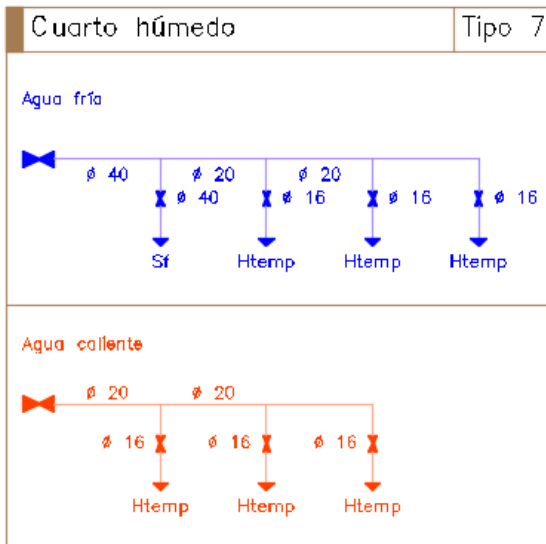 Cuarto húmedo Tipo 7
Agua fría
ø 40 ø 20 ø 20
ø 40 ø 16 ø 16 ø 16
Sf Htemp Htemp Htemp
Agua caliente
ø 20 ø 20
ø 16 ø 16 ø 16
Htemp Htemp Htemp